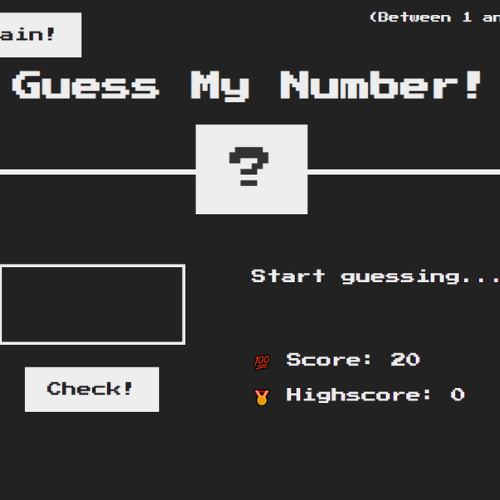 (Between 1 an
ain!
Guess My Number!
?
Start guessing...
💯 Score: 20
🥇 Highscore: 0
Check!